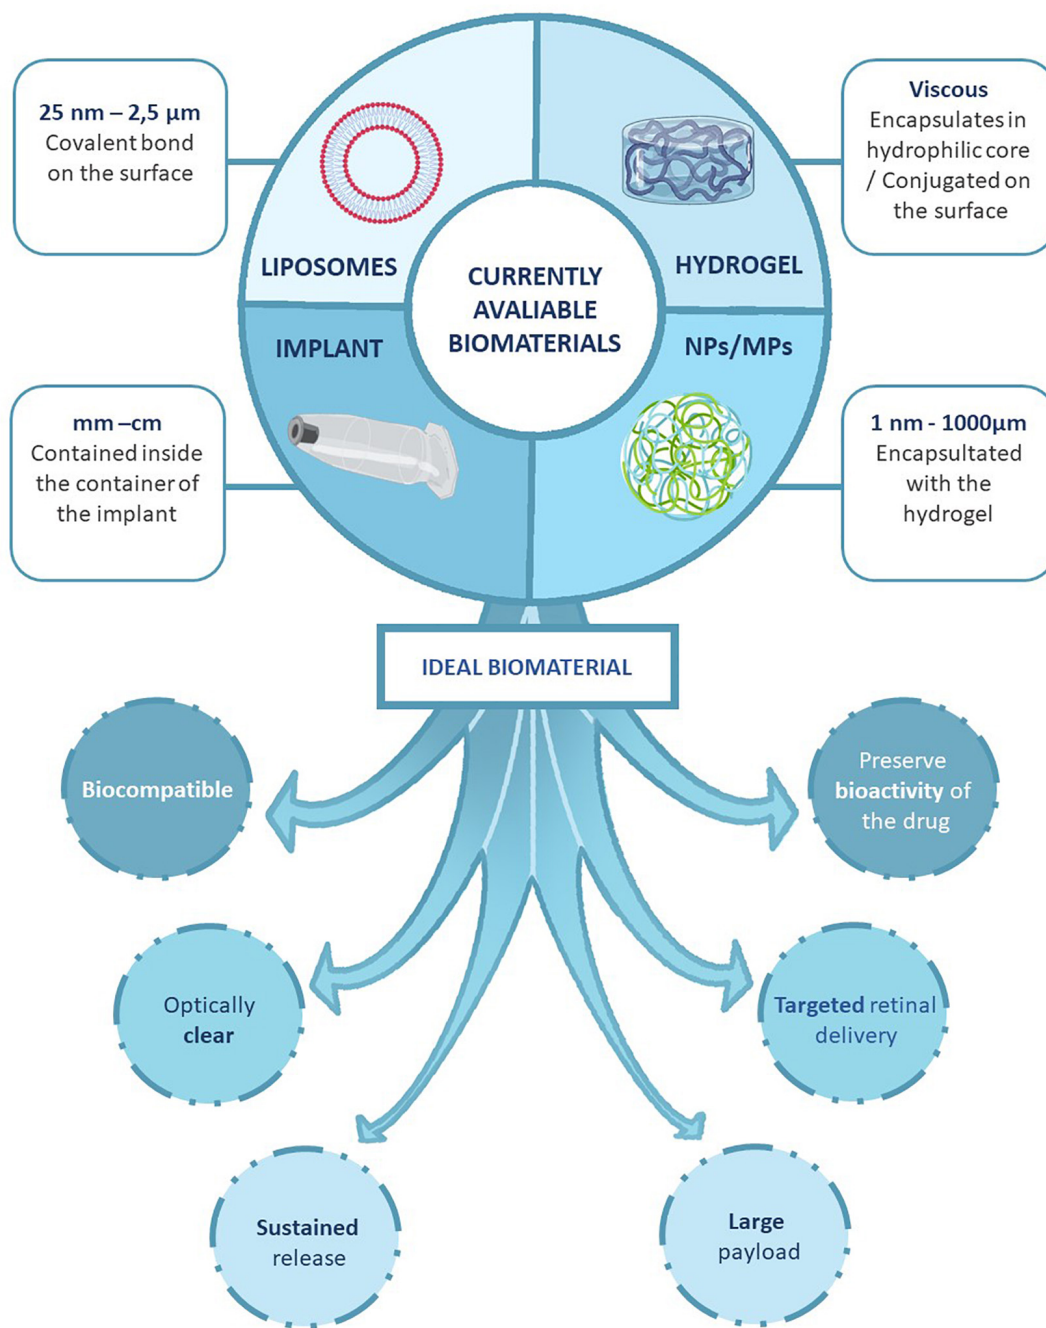 25 nm – 2,5 µm
Covalent bond
on the surface
Viscous
Encapsulates in
hydrophilic core
/ Conjugated on
the surface
LIPOSOMES
HYDROGEL
CURRENTLY
AVALIABLE
BIOMATERIALS
IMPLANT
NPs/MPs
mm –cm
Contained inside
the container of
the implant
1 nm - 1000µm
Encapsultated
with the
hydrogel
IDEAL BIOMATERIAL
Biocompatible
Preserve
bioactivity of
the drug
Optically
clear
Targeted retinal
delivery
Sustained
release
Large
payload